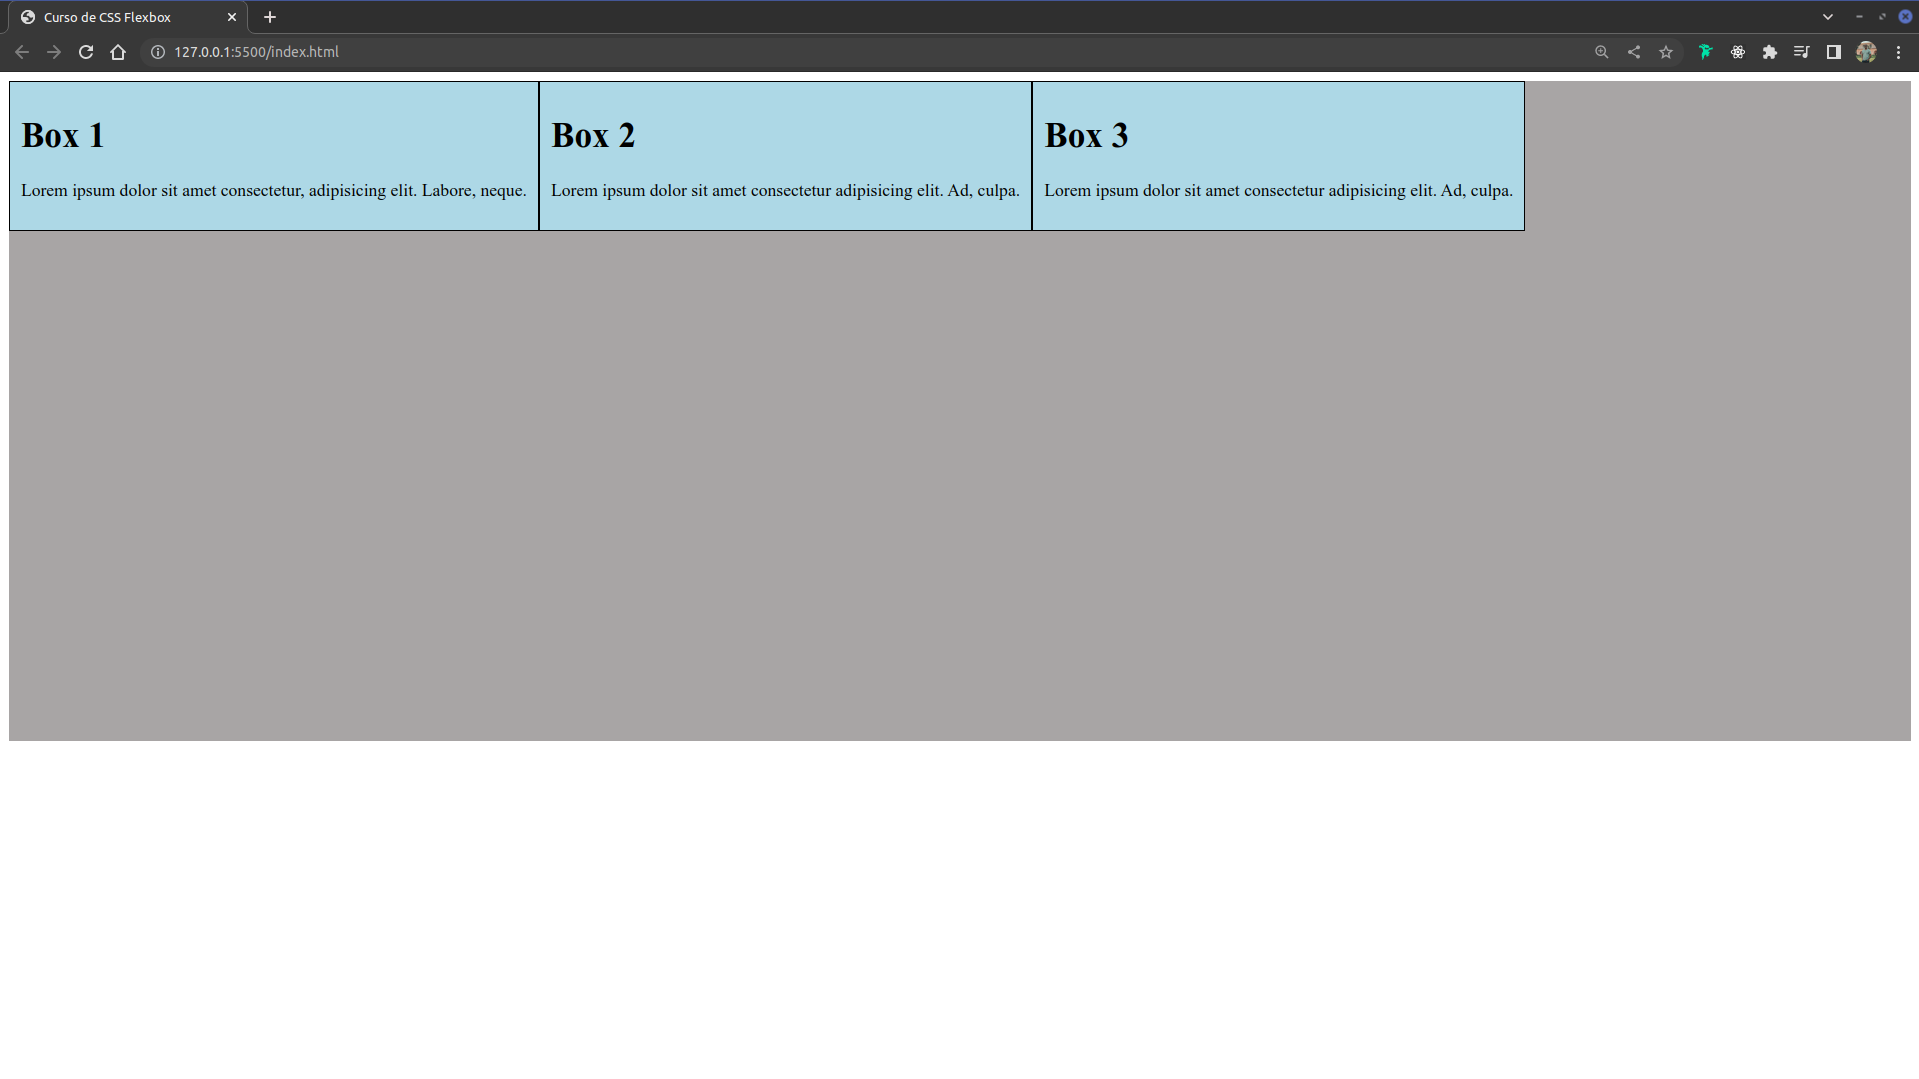 Curso de CSS Flexbox
127.0.0.1:5500/index.html
Box 1
Lorem ipsum dolor sit amet consectetur, adipisicing elit. Labore, neque.
Box 2
Lorem ipsum dolor sit amet consectetur adipisicing elit. Ad, culpa.
Box 3
Lorem ipsum dolor sit amet consectetur adipisicing elit. Ad, culpa.